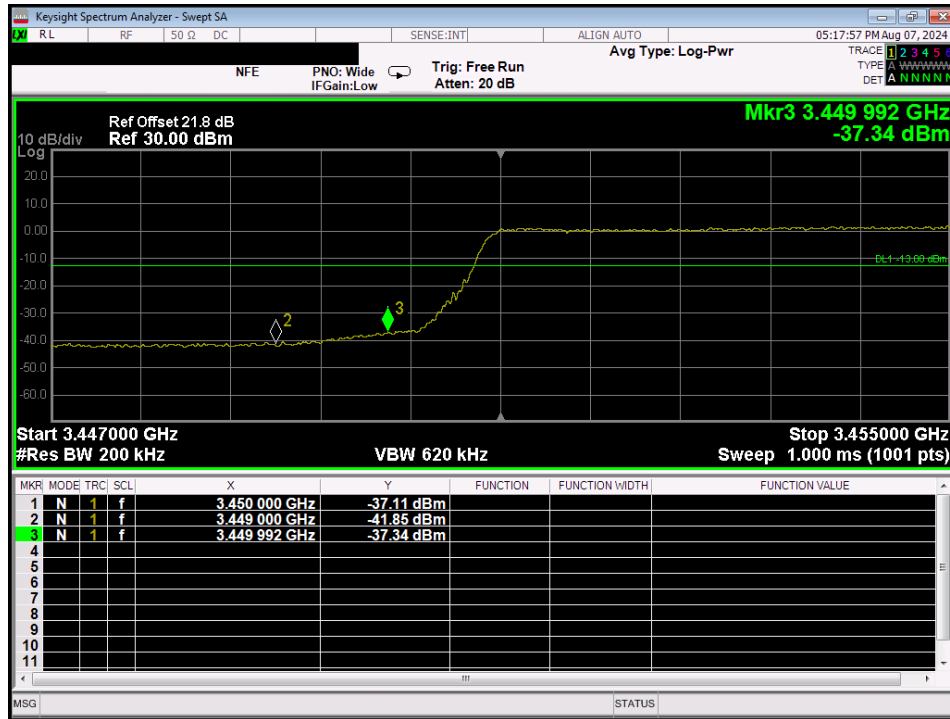 Keysight Spectrum Analyzer - Swept SA
LXI RL RF 50 Ω DC SENSE:INT ALIGN AUTO 05:17:57 PM Aug 07, 2024
NFE PNO: Wide Trig: Free Run Avg Type: Log-Pwr TRACE 1 2 3 4 5 6
IFGain:Low Atten: 20 dB TYPE A WWWWW
DET A N N N N N
Mkr3 3.449 992 GHz
-37.34 dBm
Ref Offset 21.8 dB
10 dB/div Ref 30.00 dBm
Log
20.0
10.0
0.00
-10.0
DL1 -13.00 dBm
-20.0
-30.0
3
2
-40.0
-50.0
-60.0
Start 3.447000 GHz Stop 3.455000 GHz
#Res BW 200 kHz VBW 620 kHz Sweep 1.000 ms (1001 pts)
MKR MODE TRC SCL X Y FUNCTION FUNCTION WIDTH FUNCTION VALUE
1 N 1 f 3.450 000 GHz -37.11 dBm
2 N 1 f 3.449 000 GHz -41.85 dBm
3 N 1 f 3.449 992 GHz -37.34 dBm
4
5
6
7
8
9
10
11
MSG STATUS